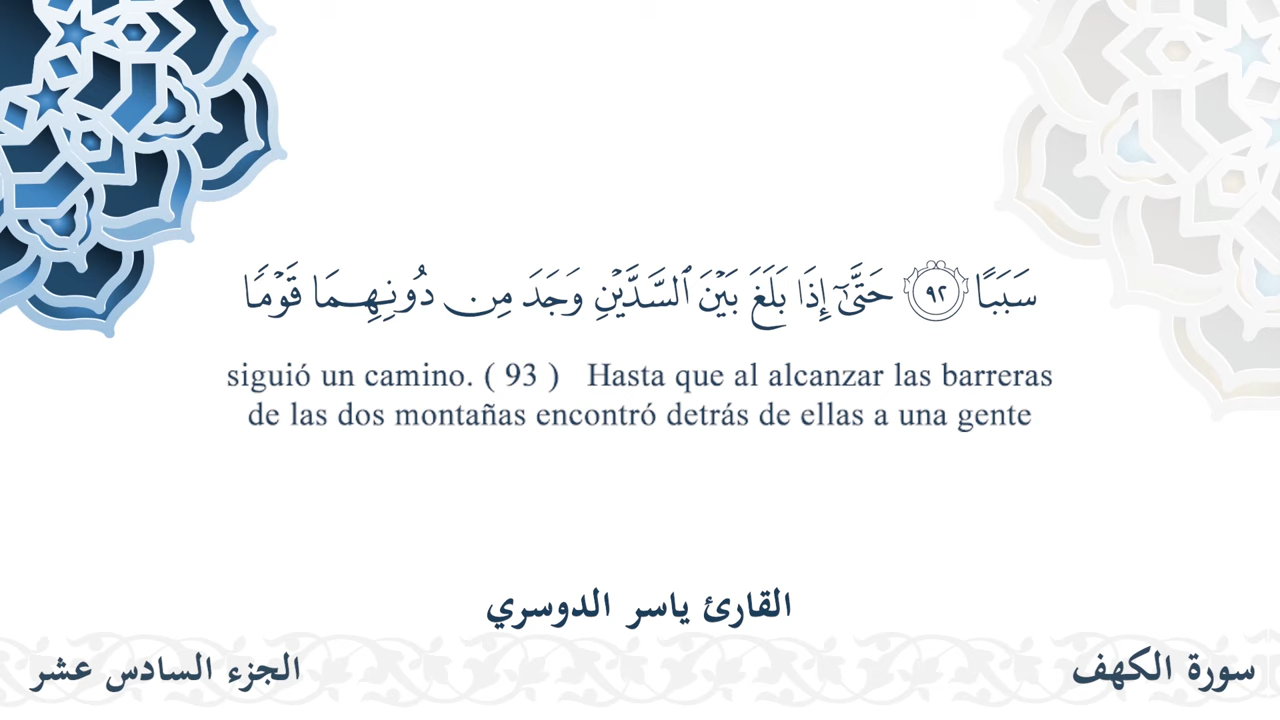 سَبَبًا ٩٢ حَتَّىٰٓ إِذَا بَلَغَ بَيْنَ ٱلسَّدَّيْنِ وَجَدَ مِن دُونِهِمَا قَوْمًا
siguió un camino. ( 93 ) Hasta que al alcanzar las barreras
de las dos montañas encontró detrás de ellas a una gente
القارئ ياسر الدوسري
سورة الكهف
الجزء السادس عشر